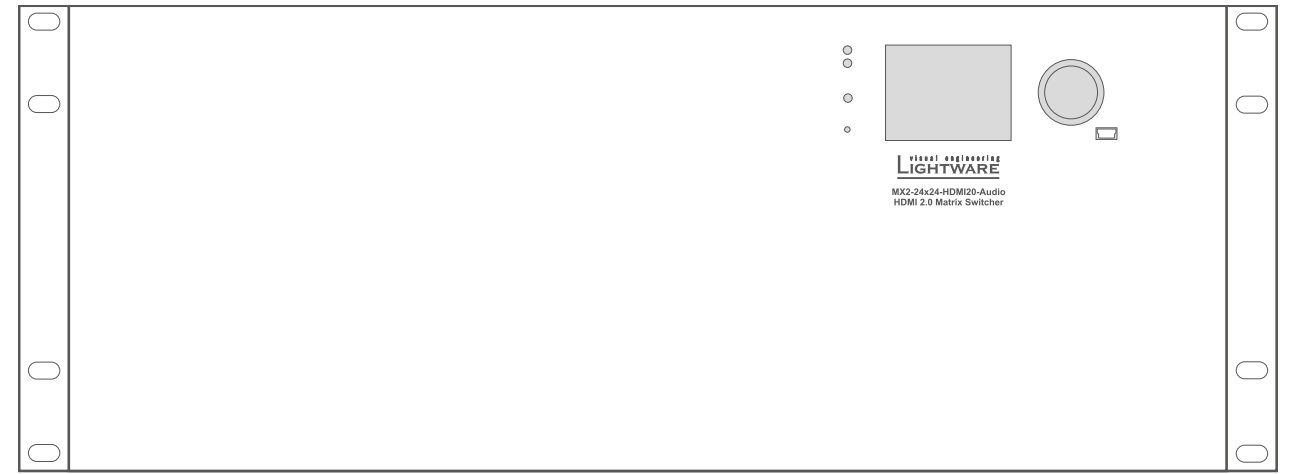 visual engineering
LIGHTWARE
MX2-24x24-HDMI20-Audio
HDMI 2.0 Matrix Switcher